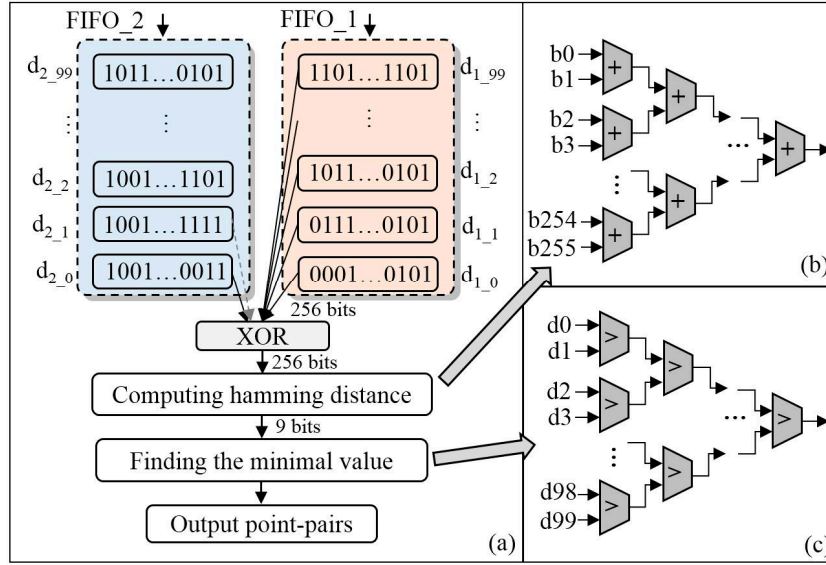 FIFO_2
FIFO_1
d2_99
1011…0101
1101…1101
d1_99
⋮
⋮
⋮
⋮
d2_2
1001…1101
1011…0101
d1_2
d2_1
1001…1111
0111…0101
d1_1
d2_0
1001…0011
0001…0101
d1_0
256 bits
XOR
256 bits
Computing hamming distance
9 bits
Finding the minimal value
Output point-pairs
(a)
b0
b1
+
+
b2
b3
+
…
+
⋮
+
b254
b255
+
(b)
d0
d1
>
>
d2
d3
>
…
>
⋮
>
d98
d99
>
(c)